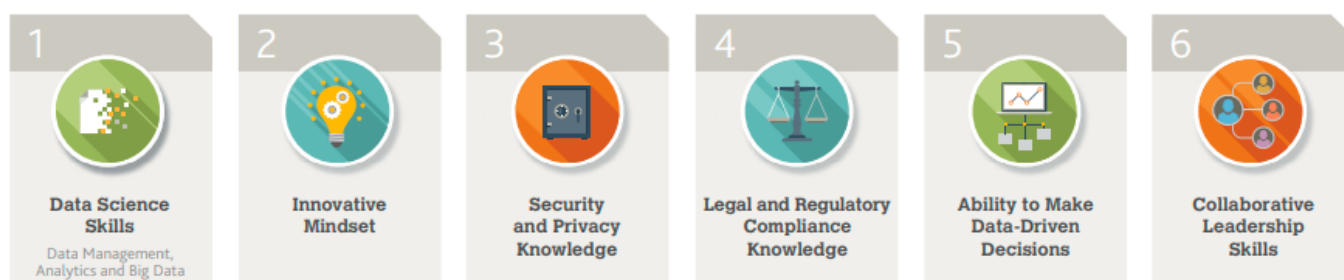 1
Data Science
Skills
Data Management,
Analytics and Big Data
2
Innovative
Mindset
3
Security
and Privacy
Knowledge
4
Legal and Regulatory
Compliance
Knowledge
5
Ability to Make
Data-Driven
Decisions
6
Collaborative
Leadership
Skills